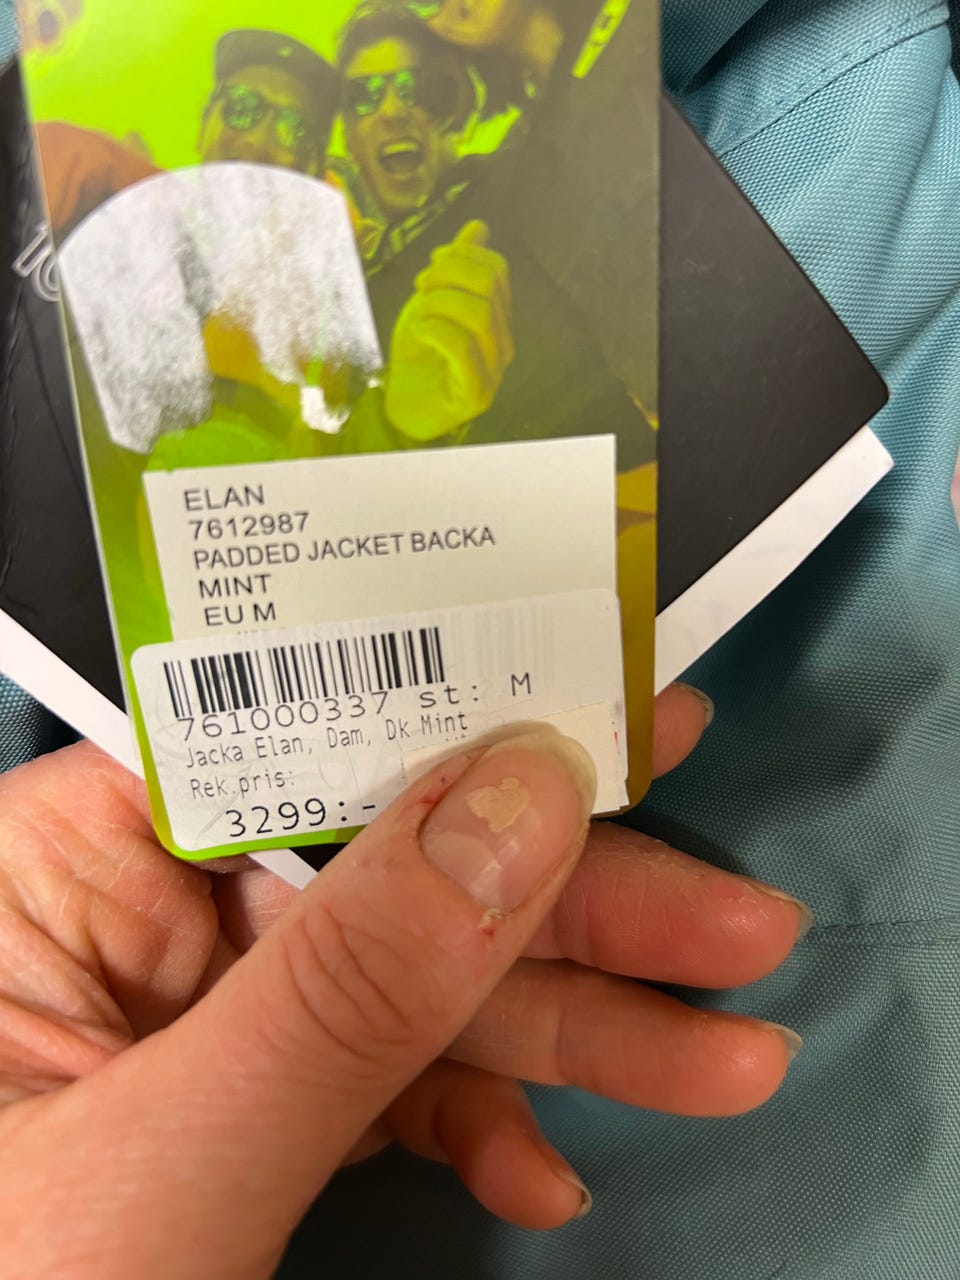 ELAN
7612987
PADDED JACKET BACKA
MINT
EU M
761000337 st: M
Jacka Elan, Dam, Dk Mint
Rek.pris:
3299:-